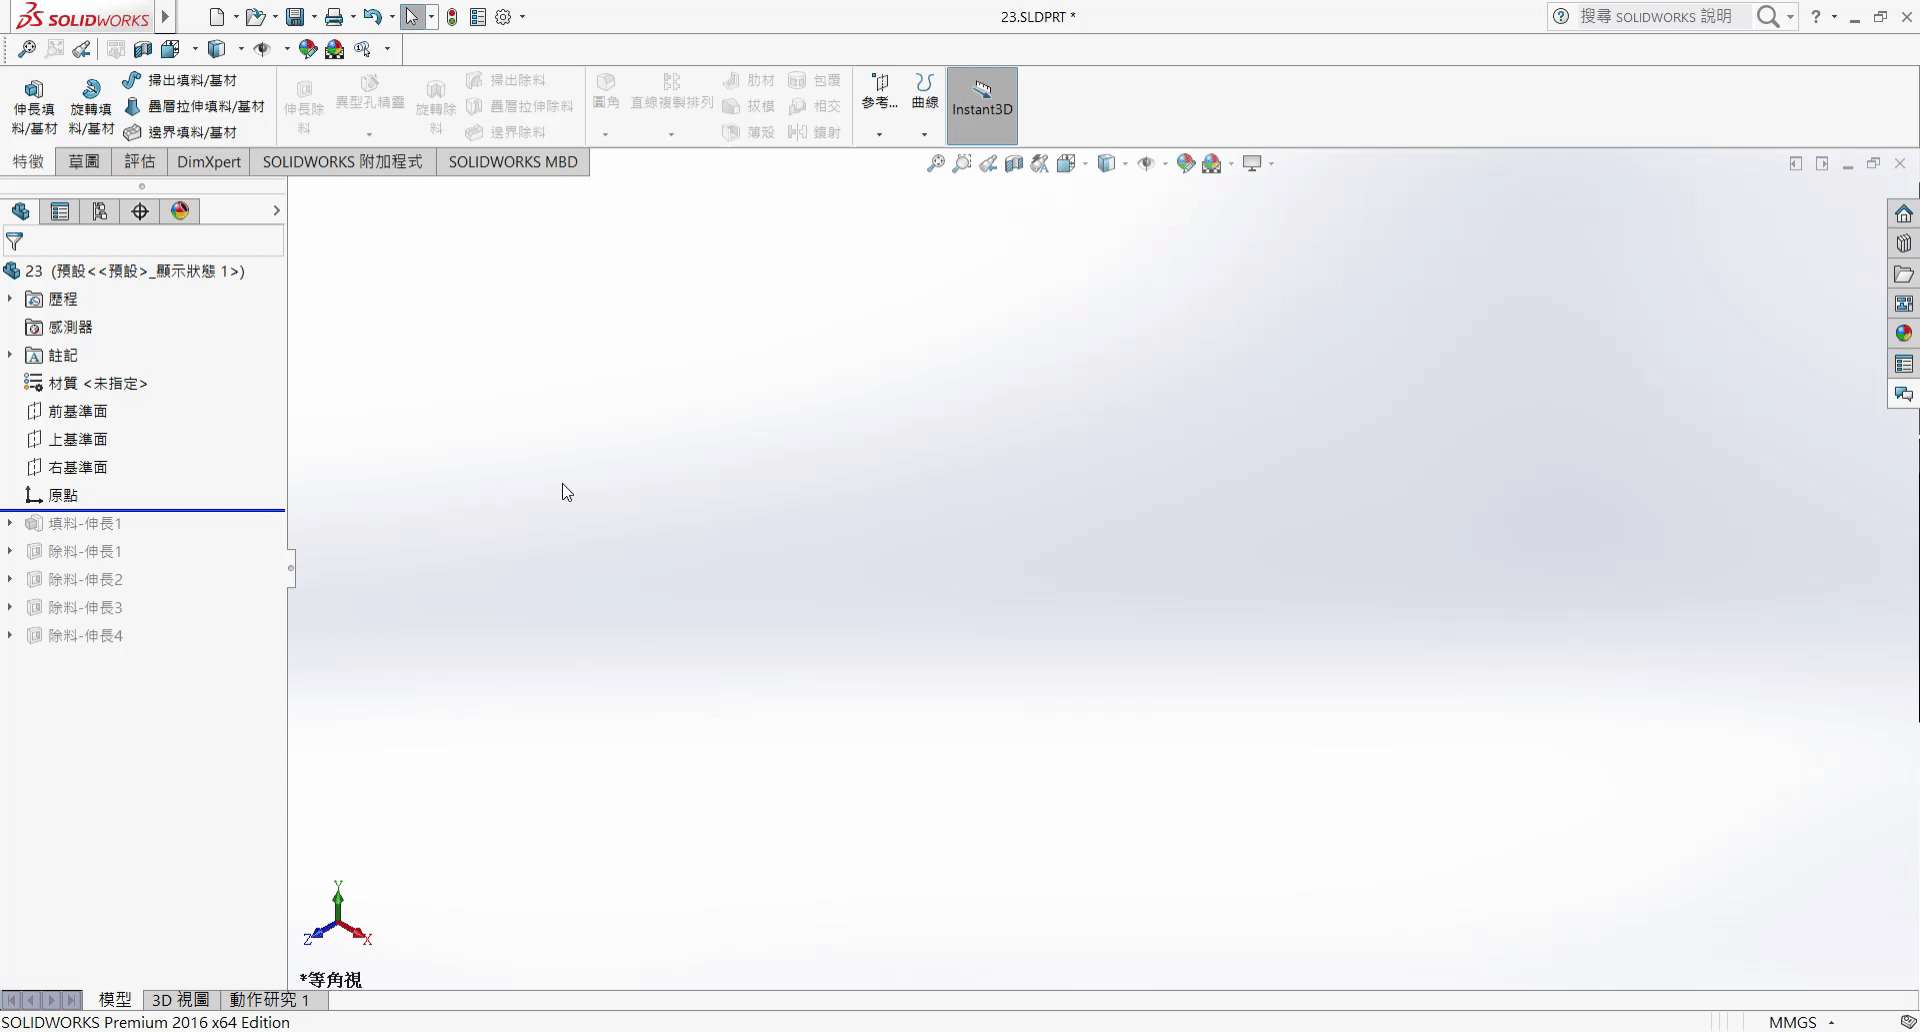 SOLIDWORKS
23.SLDPRT *
搜尋 SOLIDWORKS 說明
伸長填料/基材
旋轉填料/基材
掃出填料/基材
疊層拉伸填料/基材
邊界填料/基材
伸長除料
異型孔精靈
旋轉除料
掃出除料
疊層拉伸除料
邊界除料
圓角
直線複製排列
肋材
拔模
薄殼
包覆
相交
鏡射
參考...
曲線
Instant3D
特徵
草圖
評估
DimXpert
SOLIDWORKS 附加程式
SOLIDWORKS MBD
23 (預設<<預設>_顯示狀態 1>)
歷程
感測器
註記
材質 <未指定>
前基準面
上基準面
右基準面
原點
填料-伸長1
除料-伸長1
除料-伸長2
除料-伸長3
除料-伸長4
Y
Z
X
*等角視
模型
3D 視圖
動作研究 1
SOLIDWORKS Premium 2016 x64 Edition
MMGS